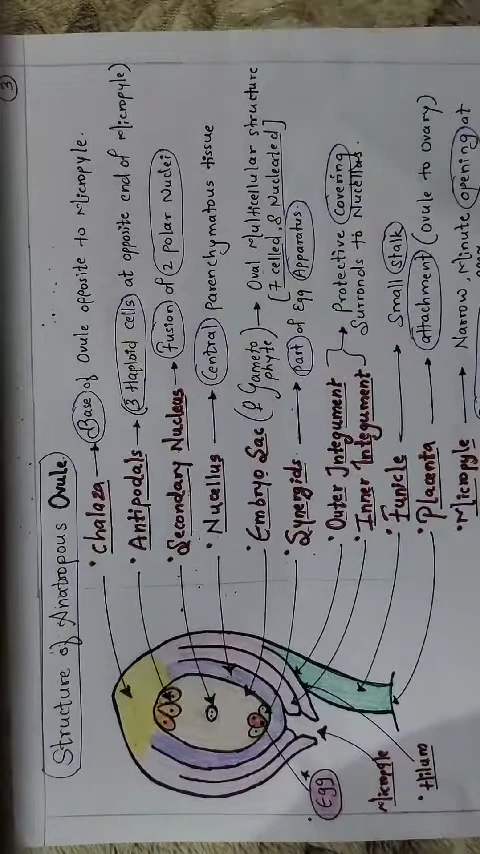 3
Structure of Anatropous Ovule.
• Chalaza → Base of Ovule opposite to Micropyle.
• Antipodals → 3 Haploid cells at opposite end of Micropyle)
• Secondary Nucleus → Fusion of 2 polar Nuclei
• Nucellus → Central parenchymatous tissue
• Embryo Sac (♀ Gameto phyte) → Oval Multicellular structure
[7 celled, 8 Nucleated]
• Synergids → part of Egg Apparatus.
• Outer Integument
• Inner Integument
→ Protective Covering
Surronds to Nucellus.
• Funicle → Small stalk
• Placenta → attachment (Ovule to Ovary)
• Micropyle → Narrow, Minute opening at
• Egg
Micropyle
• Hilum